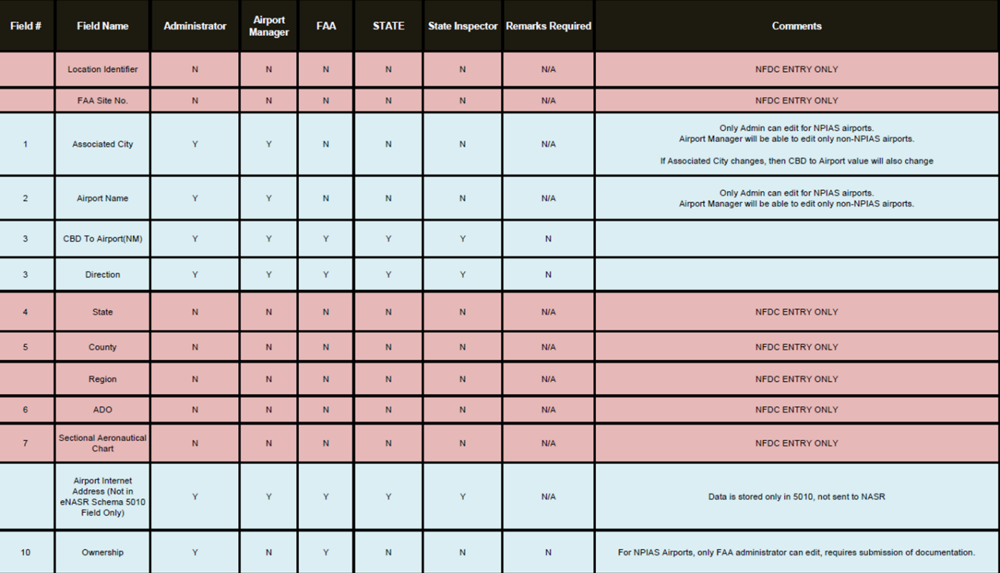 Field # Field Name Administrator Airport Manager FAA STATE State Inspector Remarks Required Comments
Location Identifier N N N N N N/A NFDC ENTRY ONLY
FAA Site No. N N N N N N/A NFDC ENTRY ONLY
1 Associated City Y Y N N N N/A Only Admin can edit for NPIAS airports.
Airport Manager will be able to edit only non-NPIAS airports.
If Associated City changes, then CBD to Airport value will also change
2 Airport Name Y Y N N N N/A Only Admin can edit for NPIAS airports.
Airport Manager will be able to edit only non-NPIAS airports.
3 CBD To Airport(NM) Y Y Y Y Y N
3 Direction Y Y Y Y Y N
4 State N N N N N N/A NFDC ENTRY ONLY
5 County N N N N N N/A NFDC ENTRY ONLY
Region N N N N N N/A NFDC ENTRY ONLY
6 ADO N N N N N N/A NFDC ENTRY ONLY
7 Sectional Aeronautical Chart N N N N N N/A NFDC ENTRY ONLY
Airport Internet
Address (Not in
eNASR Schema 5010
Field Only) Y Y Y Y Y N/A Data is stored only in 5010, not sent to NASR
10 Ownership Y N Y N N N For NPIAS Airports, only FAA administrator can edit, requires submission of documentation.